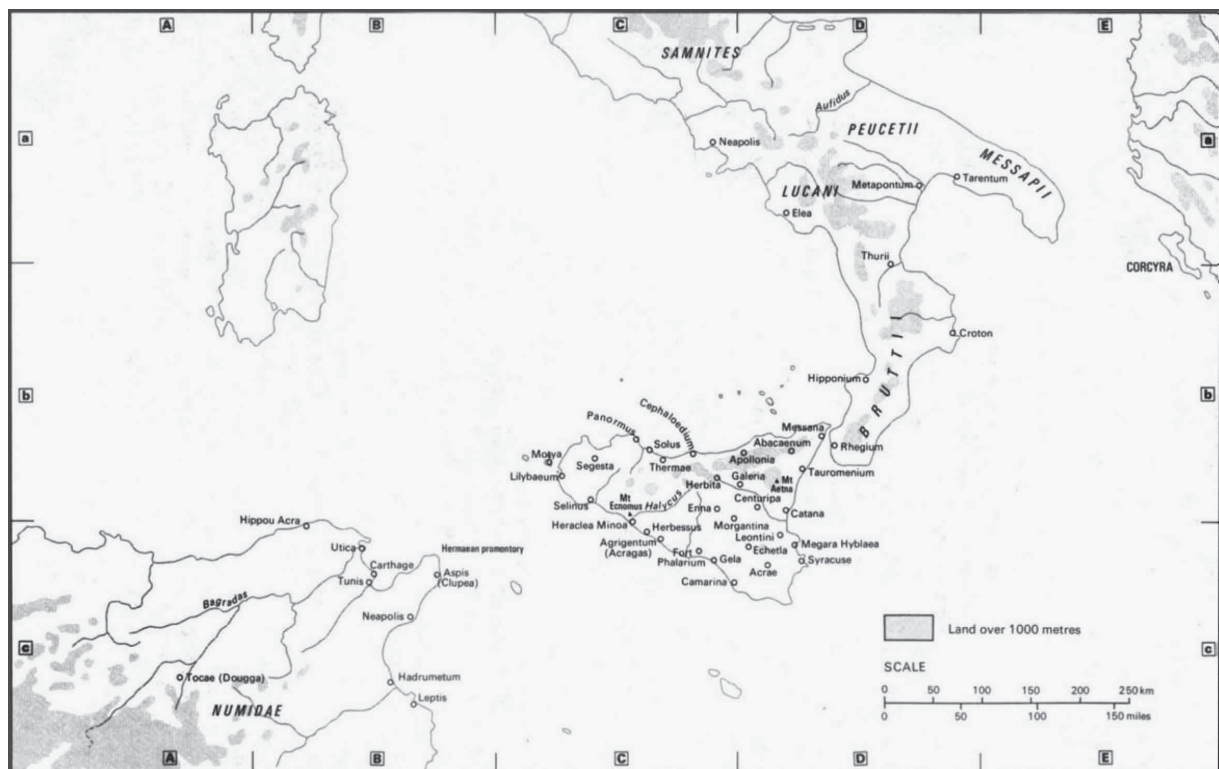 A
B
C
D
E
SAMNITES
Aufidus
a
PEUCETII
a
Neapolis
MESSAPII
LUCANI
Metapontum
Tarentum
Elea
Thurii
CORCYRA
BRUTTII
Croton
Hipponium
b
b
Cephaloedium
Panormus
Messana
Solus
Abacaenum
Rhegium
Motya
Segesta
Thermae
Apollonia
Tauromenium
Lilybaeum
Galeria
Mt
Aetna
Herbita
Mt
Ecnomus
Halycus
Centuripa
Selinus
Enna
Catana
Hippou Acra
Heraclea Minoa
Herbessus
Morgantina
Leontini
Agrigentum
(Acragas)
Megara Hyblaea
Utica
Hermaean promontory
Fort
Phalarium
Echetla
Carthage
Gela
Syracuse
Aspis
(Clupea)
Tunis
Acrae
Camarina
Bagradas
Neapolis
Land over 1000 metres
c
c
SCALE
Tocae (Dougga)
Hadrumetum
0 50 100 150 200 250 km
Leptis
NUMIDAE
0 50 100 150 miles
A
B
C
D
E